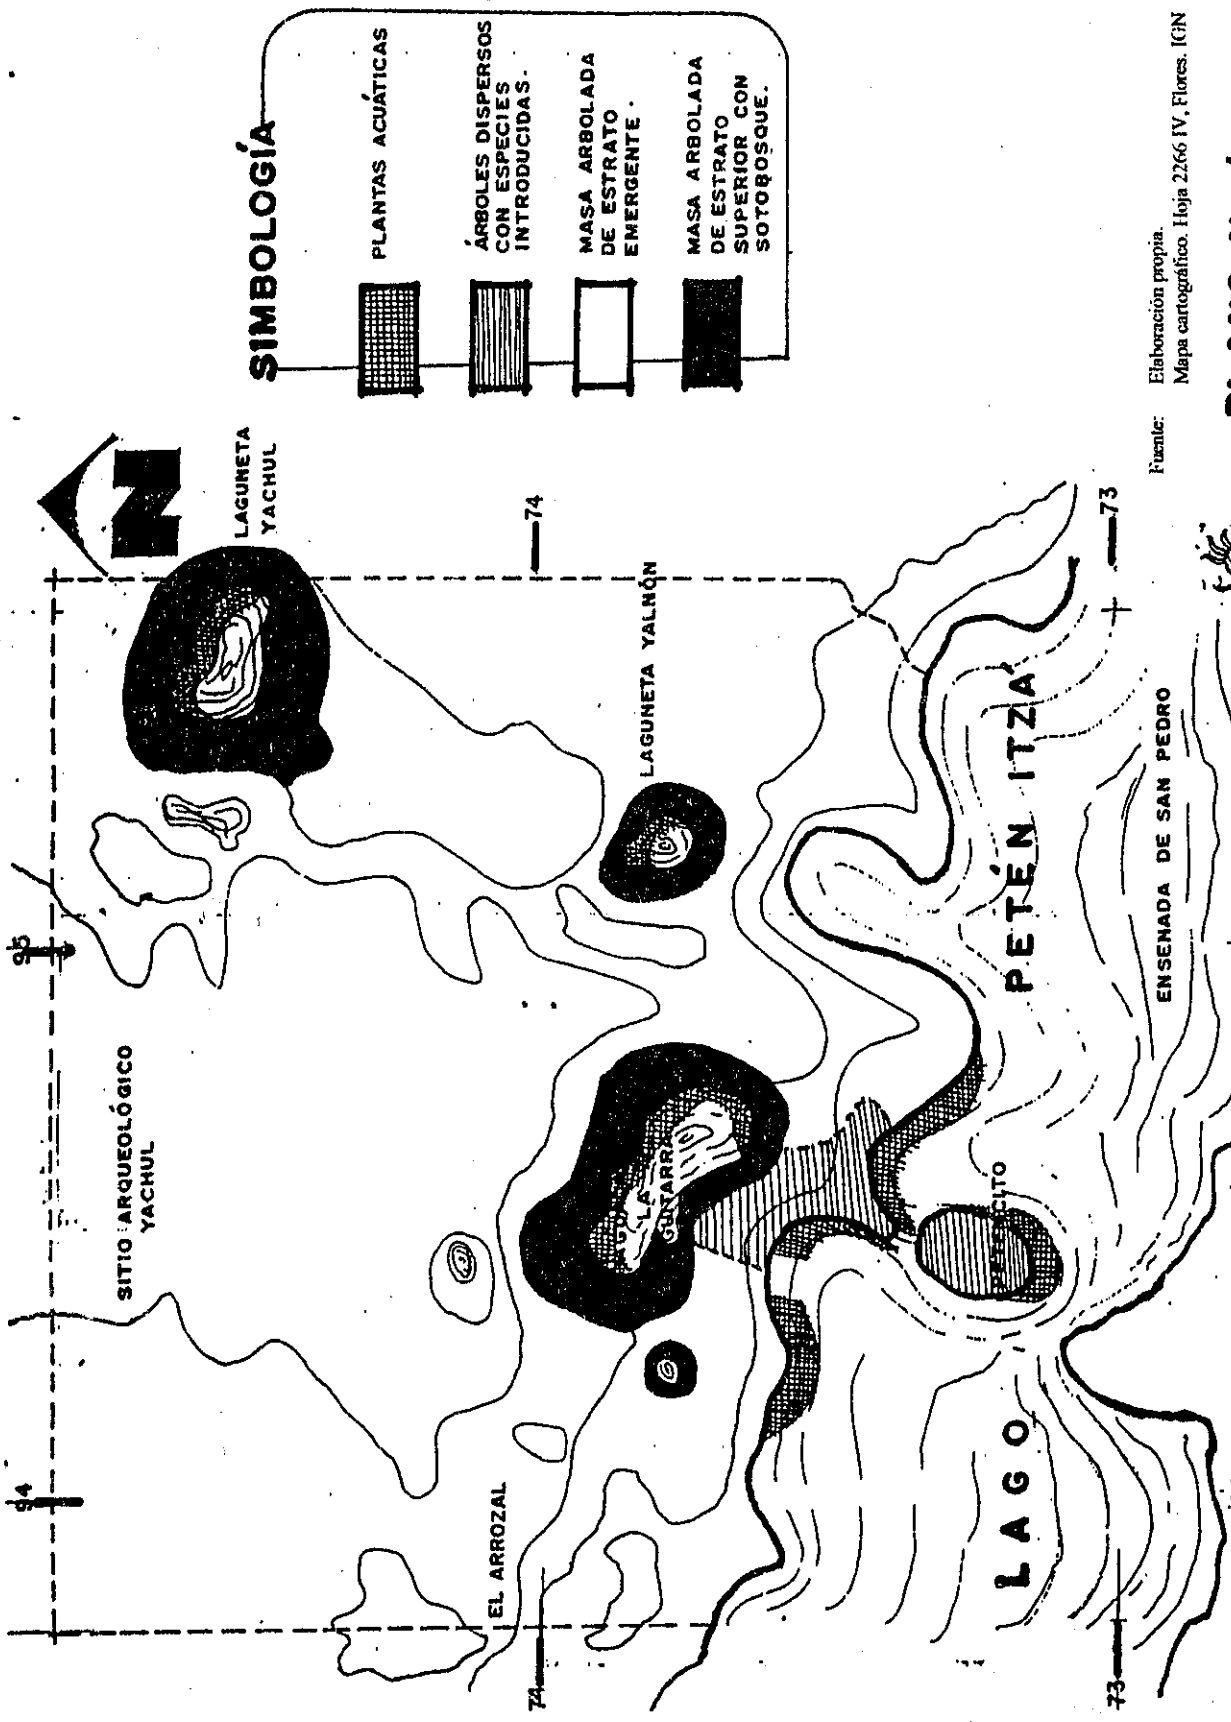 SIMBOLOGÍA
PLANTAS ACUÁTICAS
ÁRBOLES DISPERSOS
CON ESPECIES
INTRODUCIDAS.
MASA ARBOLADA
DE ESTRATO
EMERGENTE.
MASA ARBOLADA
DE ESTRATO
SUPERIOR CON
SOTOBOSQUE.
N
LAGUNETA
YACHUL
74
LAGUNETA YALNÓN
73
95
SITIO ARQUEOLÓGICO
YACHUL
LA
GUITARRA
94
EL ARROZAL
74
73
LAGO PETÉN ITZÁ
ENSENADA DE SAN PEDRO
Fuente: Elaboración propia.
Mapa cartográfico. Hoja 2266 IV, Flores. IGN